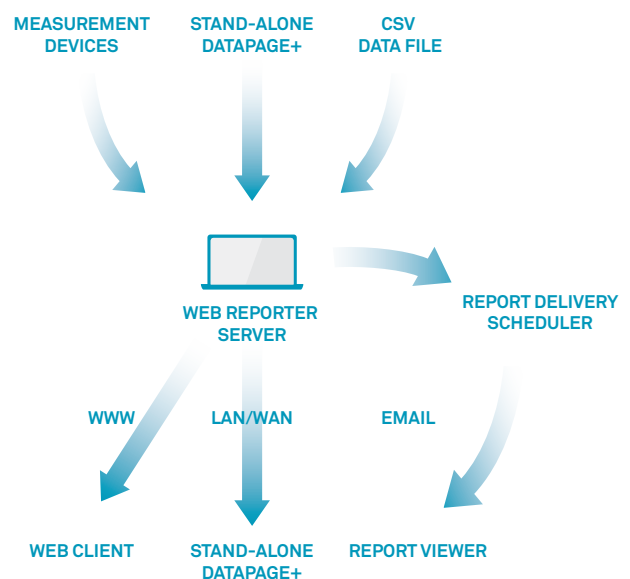 MEASUREMENT
DEVICES
STAND-ALONE
DATAPAGE+
CSV
DATA FILE
WEB REPORTER
SERVER
REPORT DELIVERY
SCHEDULER
WWW
LAN/WAN
EMAIL
WEB CLIENT
STAND-ALONE
DATAPAGE+
REPORT VIEWER